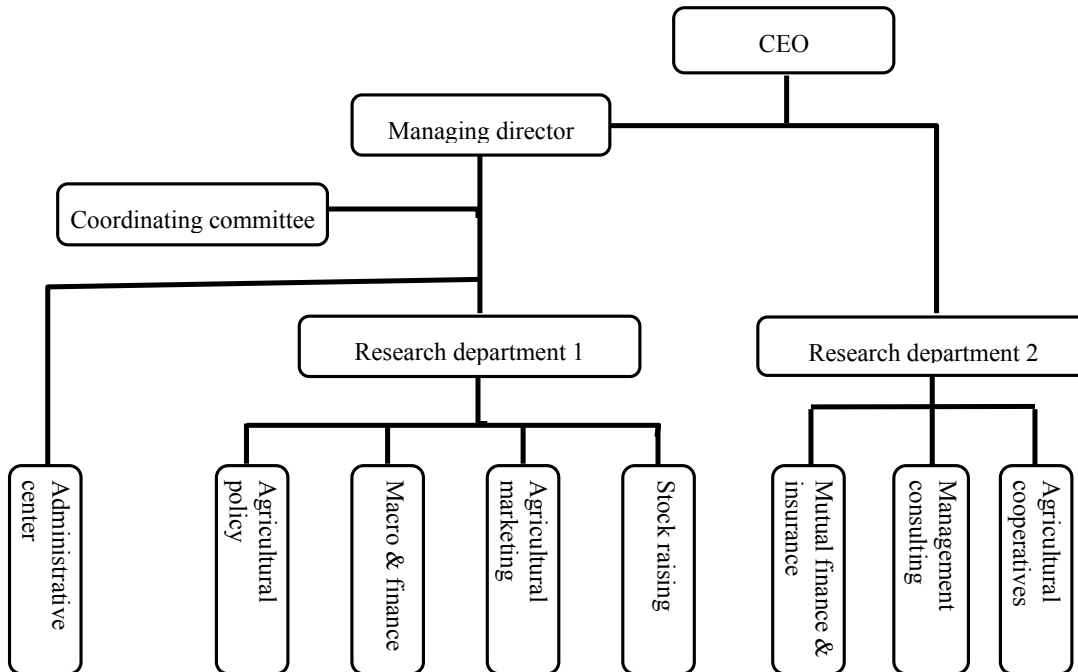 CEO
Managing director
Coordinating committee
Research department 1
Research department 2
Administrative
center
Agricultural
policy
Macro & finance
Agricultural
marketing
Stock raising
Mutual finance &
insurance
Management
consulting
Agricultural
cooperatives